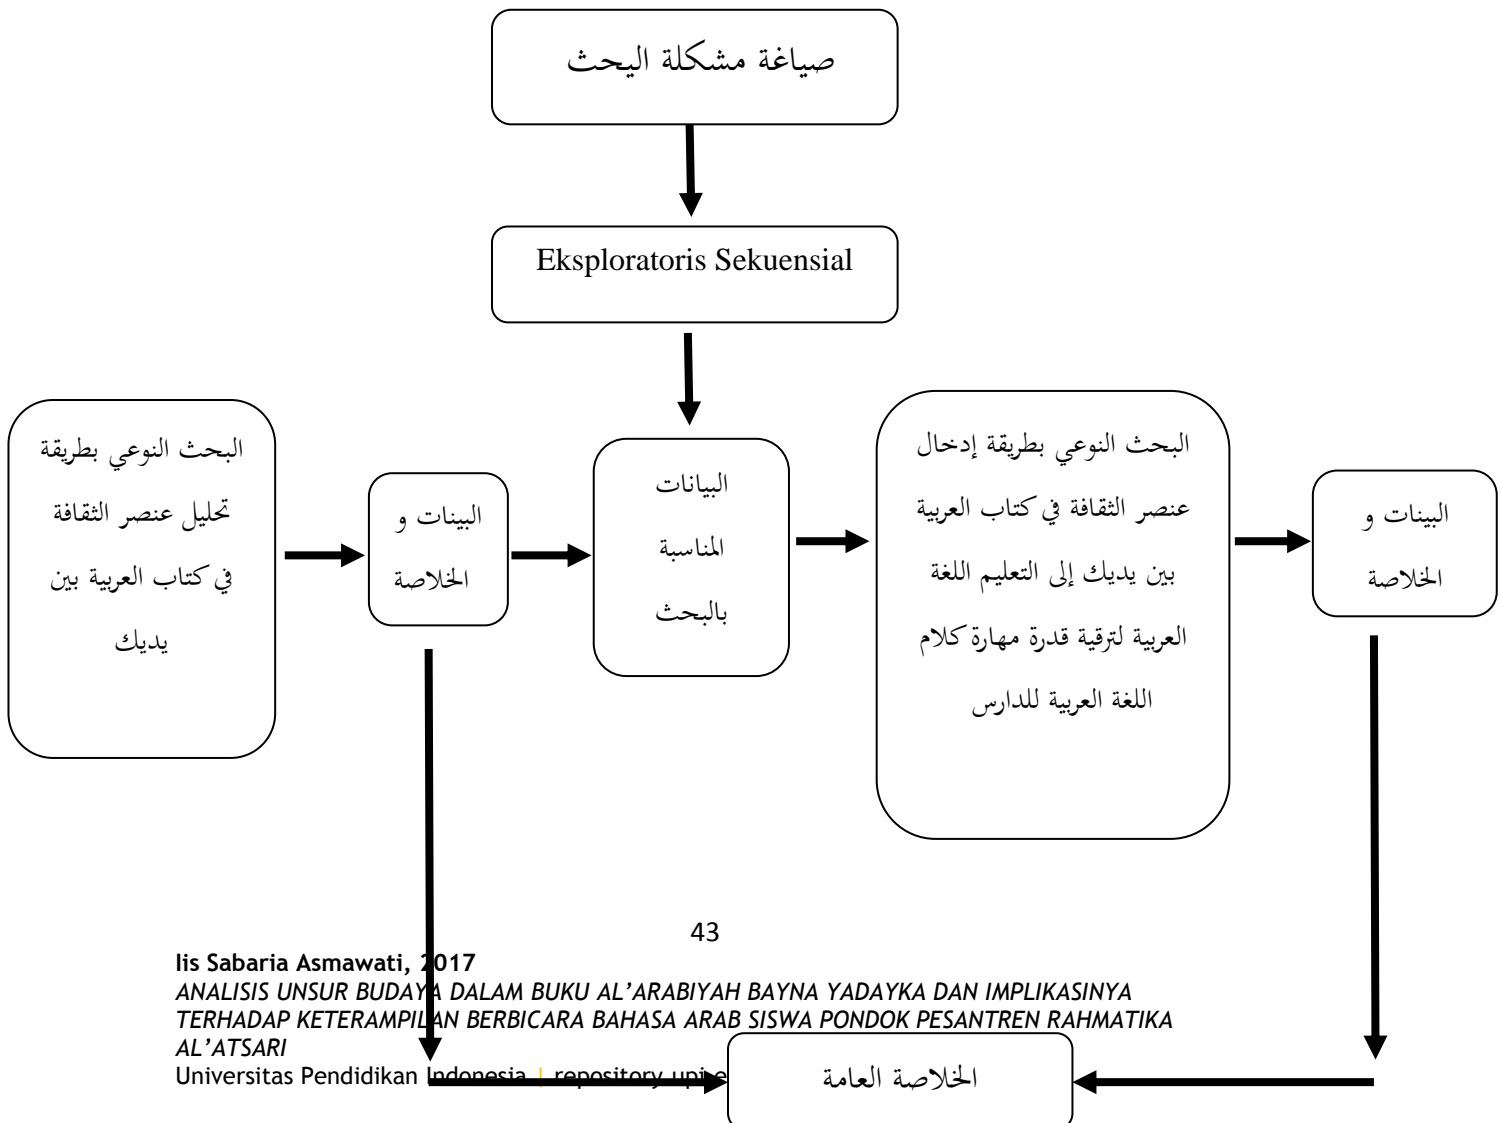 صياغة مشكلة اليحث
Eksploratoris Sekuensial
البحث النوعي بطريقة
تحليل عنصر الثقافة
في كتاب العربية بين
يديك
البينات و
الخلاصة
البيانات
المناسبة
بالبحث
البحث النوعي بطريقة إدخال
عنصر الثقافة في كتاب العربية
بين يديك إلى التعليم اللغة
العربية لترقية قدرة مهارة كلام
اللغة العربية للدارس
البينات و
الخلاصة
43
Iis Sabaria Asmawati, 2017
ANALISIS UNSUR BUDAYA DALAM BUKU AL’ARABIYAH BAYNA YADAYKA DAN IMPLIKASINYA
TERHADAP KETERAMPILAN BERBICARA BAHASA ARAB SISWA PONDOK PESANTREN RAHMATIKA
AL’ATSARI
Universitas Pendidikan Indonesia | repository.upi.e
الخلاصة العامة